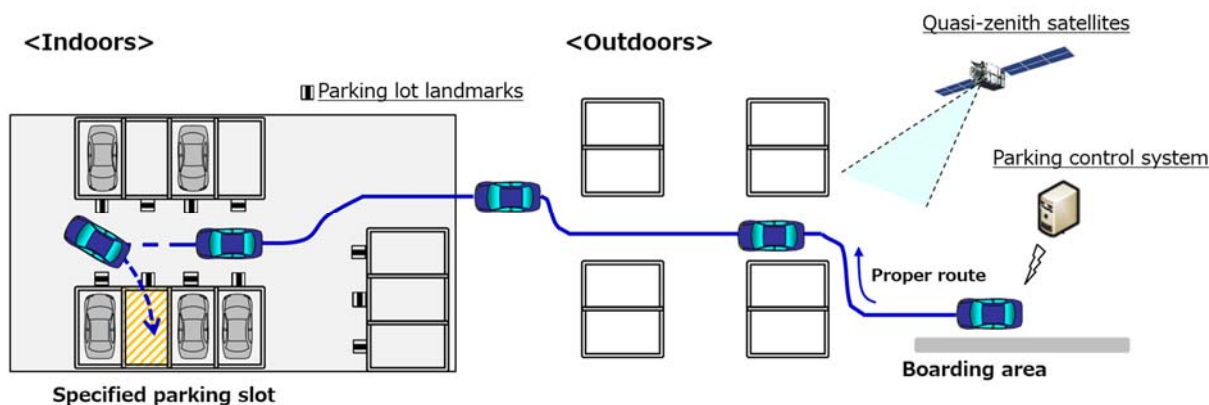 <Indoors>
<Outdoors>
Quasi-zenith satellites
Parking lot landmarks
Parking control system
Proper route
Boarding area
Specified parking slot